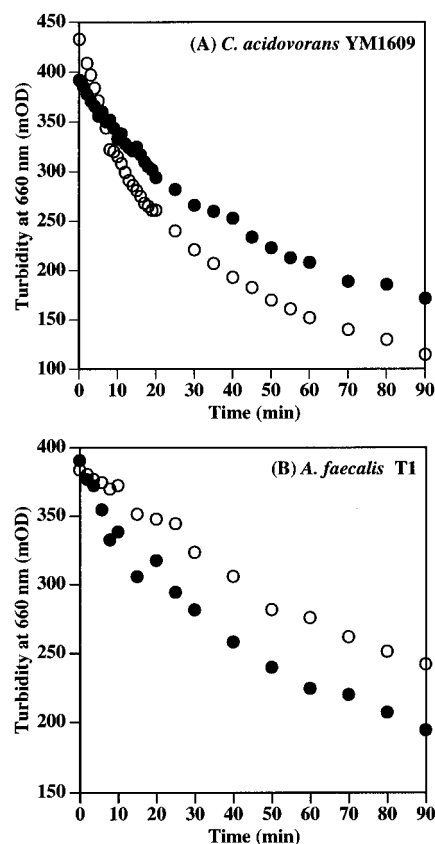 (A) C. acidovorans YM1609
Turbidity at 660 nm (mOD)
450
400
350
300
250
200
150
100
0 10 20 30 40 50 60 70 80 90
Time (min)
(B) A. faecalis T1
Turbidity at 660 nm (mOD)
400
350
300
250
200
150
0 10 20 30 40 50 60 70 80 90
Time (min)